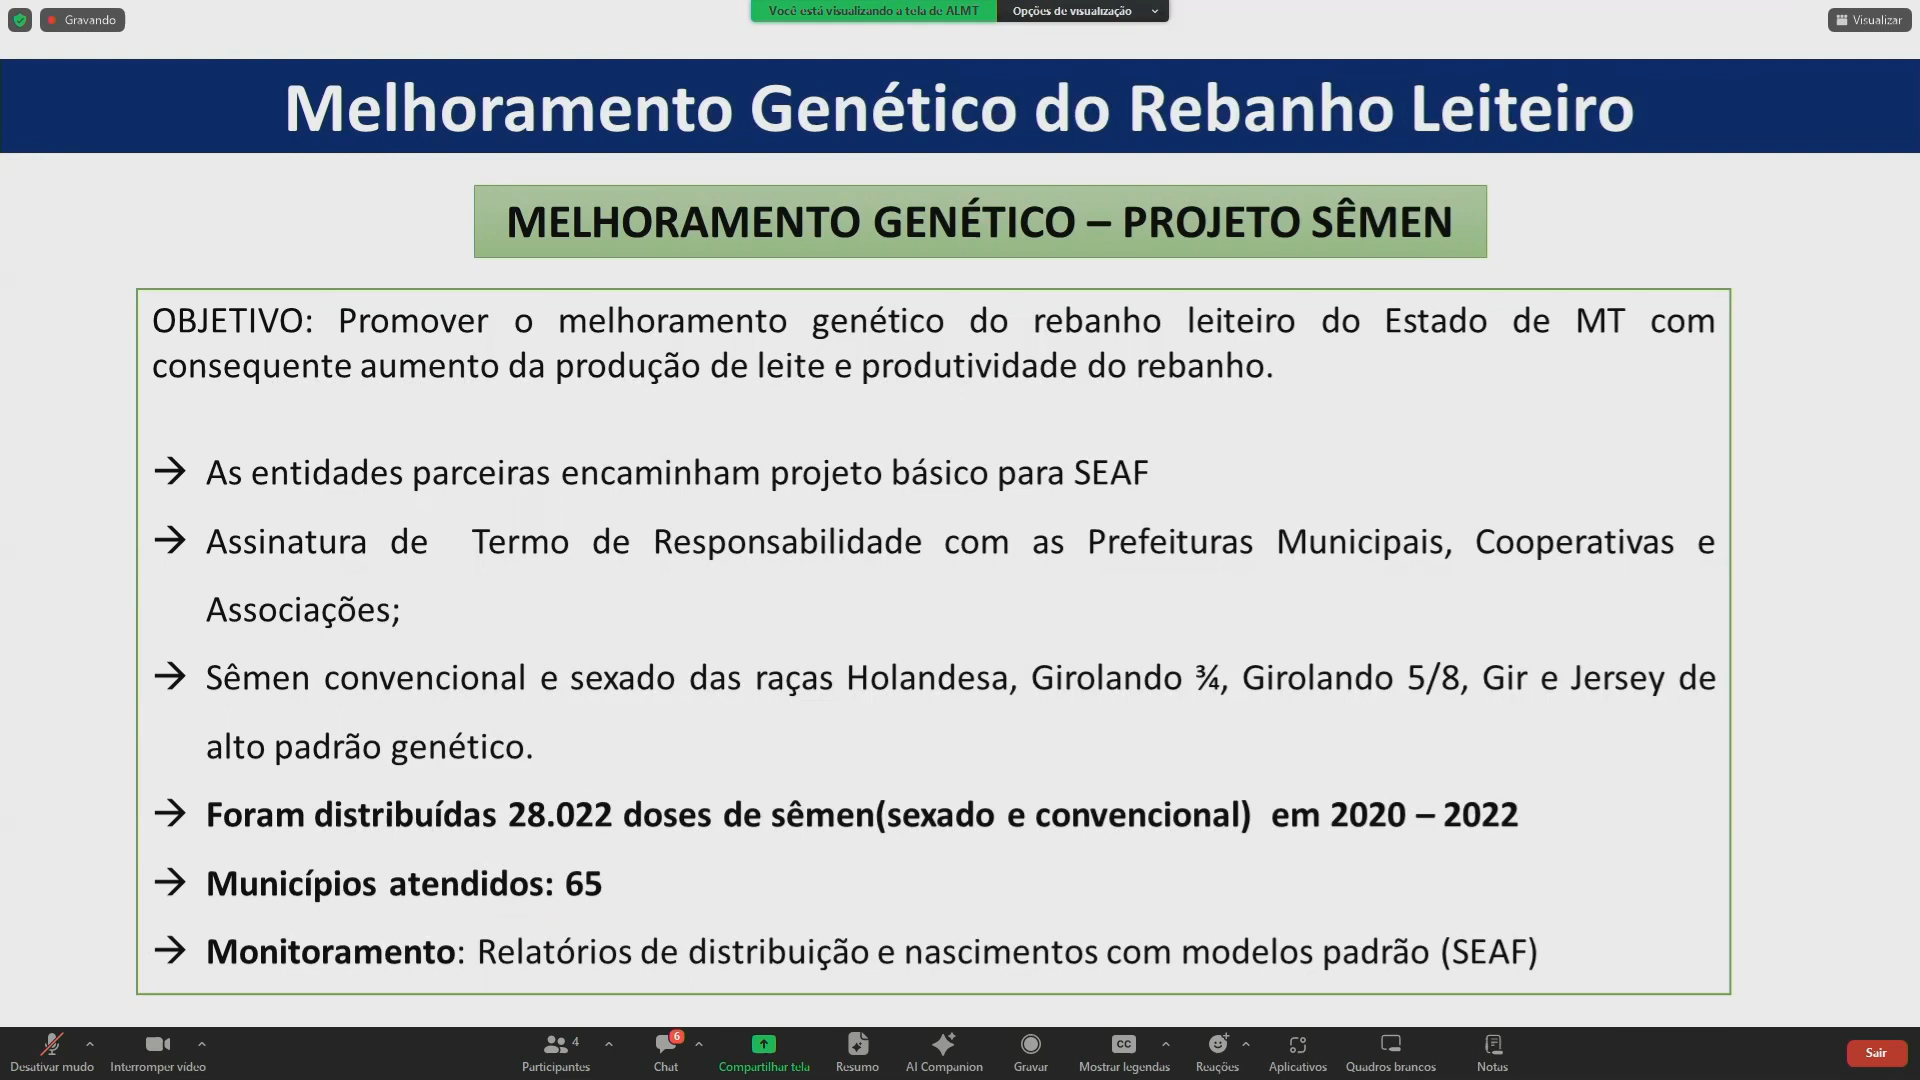 Gravando
Você está visualizando a tela de ALMT
Opções de visualização
Visualizar
Melhoramento Genético do Rebanho Leiteiro
MELHORAMENTO GENÉTICO – PROJETO SÊMEN
OBJETIVO: Promover o melhoramento genético do rebanho leiteiro do Estado de MT com
consequente aumento da produção de leite e produtividade do rebanho.
→ As entidades parceiras encaminham projeto básico para SEAF
→ Assinatura de Termo de Responsabilidade com as Prefeituras Municipais, Cooperativas e
Associações;
→ Sêmen convencional e sexado das raças Holandesa, Girolando ¾, Girolando 5/8, Gir e Jersey de
alto padrão genético.
→ Foram distribuídas 28.022 doses de sêmen(sexado e convencional) em 2020 – 2022
→ Municípios atendidos: 65
→ Monitoramento: Relatórios de distribuição e nascimentos com modelos padrão (SEAF)
4
6
CC
Desativar mudo
Interromper vídeo
Participantes
Chat
Compartilhar tela
Resumo
AI Companion
Gravar
Mostrar legendas
Reações
Aplicativos
Quadros brancos
Notas
Sair